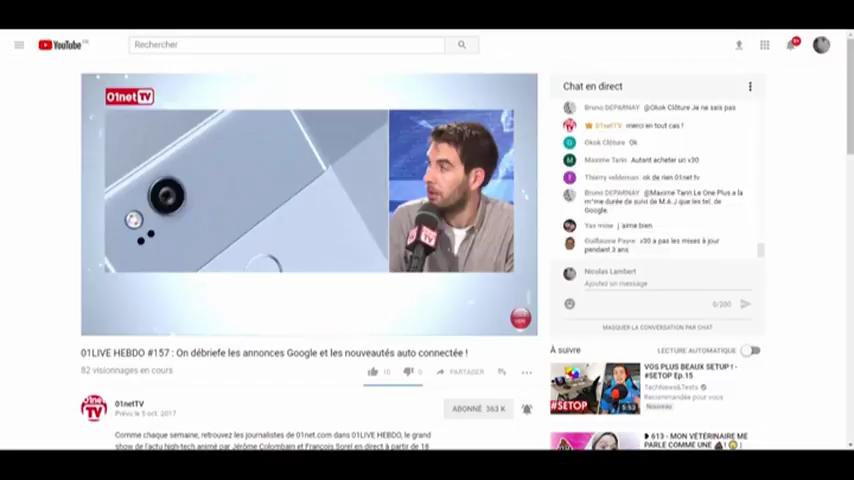 YouTube FR
Rechercher
9+
01net TV
TV
LIVE
01LIVE HEBDO #157 : On débriefe les annonces Google et les nouveautés auto connectée !
82 visionnages en cours
10
0
PARTAGER
01netTV
Prévu le 5 oct. 2017
ABONNÉ 363 K
Comme chaque semaine, retrouvez les journalistes de 01net.com dans 01LIVE HEBDO, le grand
show de l'actu high-tech animé par Jérôme Colombain et François Sorel en direct à partir de 18
Chat en direct
Bruno DEPARNAY @Okok Clôture Je ne sais pas
01netTV merci en tout cas !
Okok Clôture Ok
Maxime Tarin Autant acheter un v30
Thierry veldeman ok de rien 01net tv
Bruno DEPARNAY @Maxime Tarin Le One Plus a la
m^me durée de suivi de M.A.J que les tel, de
Google.
Yas mise j'aime bien
Guillaume Payre v30 a pas les mises à jour
pendant 3 ans
Nicolas Lambert
Ajoutez un message
0/200
MASQUER LA CONVERSATION PAR CHAT
À suivre
LECTURE AUTOMATIQUE
#SETOP
5:53
VOS PLUS BEAUX SETUP ! -
#SETOP Ep.15
TechNews&Tests
Recommandée pour vous
Nouveau
613 - MON VÉTÉRINAIRE ME
PARLE COMME UNE